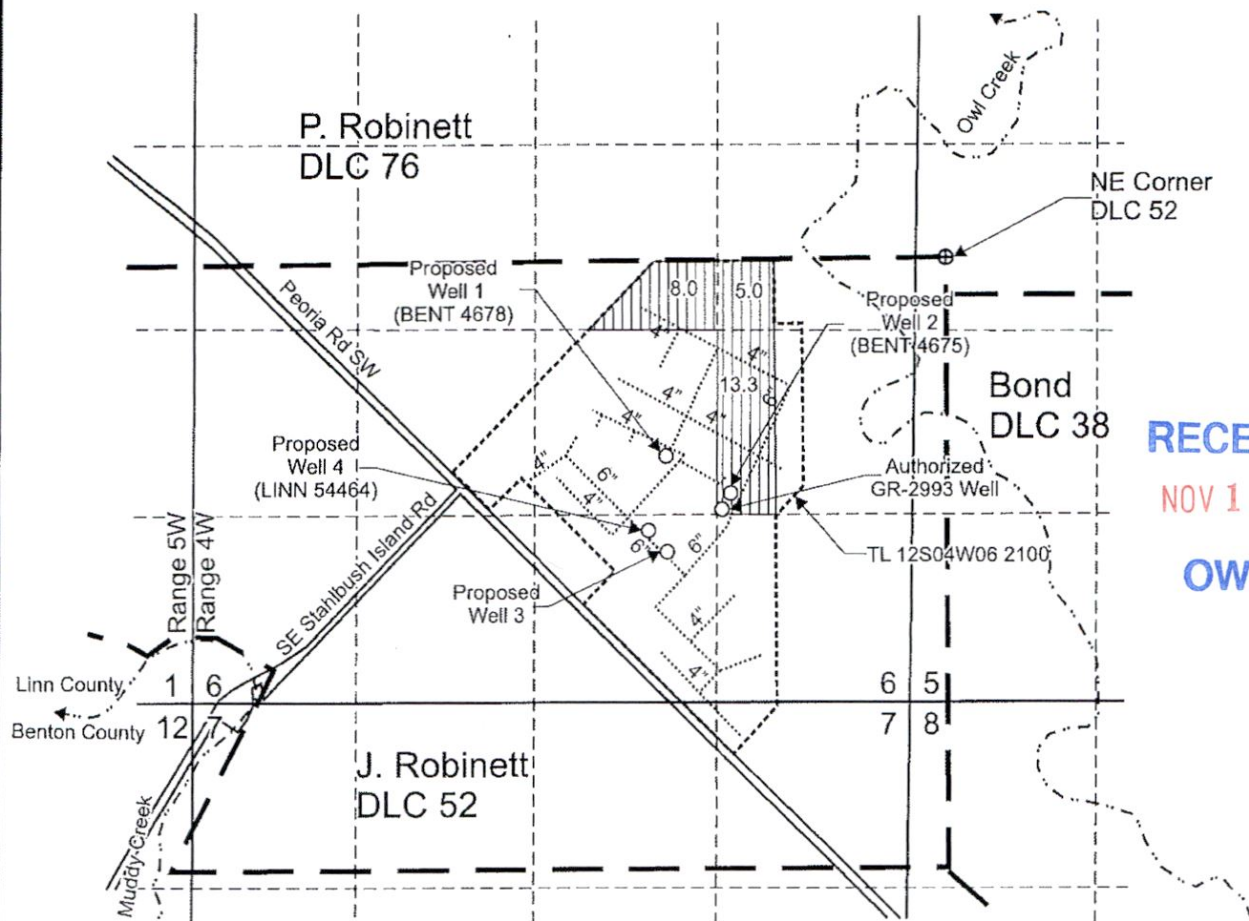 Owl Creek
P. Robinett
DLC 76
NE Corner
DLC 52
Peoria Rd SW
Proposed
Well 1
(BENT 4678)
8.0
5.0
Proposed
Well 2
(BENT 4675)
4"
4"
13.3
6"
4"
4"
4"
Bond
DLC 38
RECE
NOV 1
OW
Proposed
Well 4
(LINN 54464)
4"
6"
4"
Authorized
GR-2993 Well
6"
6"
TL 12S04W06 2100
Proposed
Well 3
4"
4"
Range 5W
Range 4W
SE Stahlbush Island Rd
Linn County
1 6
6 5
Benton County
12 7
7 8
J. Robinett
DLC 52
Muddy Creek